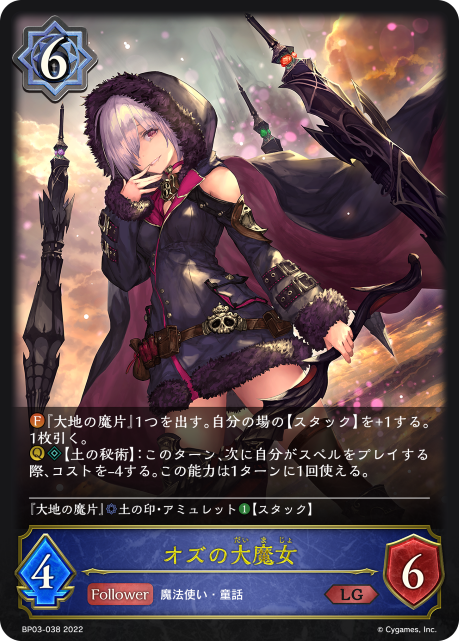 6
F『大地の魔片』1つを出す。自分の場の【スタック】を+1する。
1枚引く。
Q【土の秘術】:このターン、次に自分がスペルをプレイする
際、コストを-4する。この能力は1ターンに1回使える。
『大地の魔片』土の印・アミュレット1【スタック】
だいまじょ
オズの大魔女
4
Follower 魔法使い・童話
LG
6
BP03-038 2022
© Cygames, Inc.